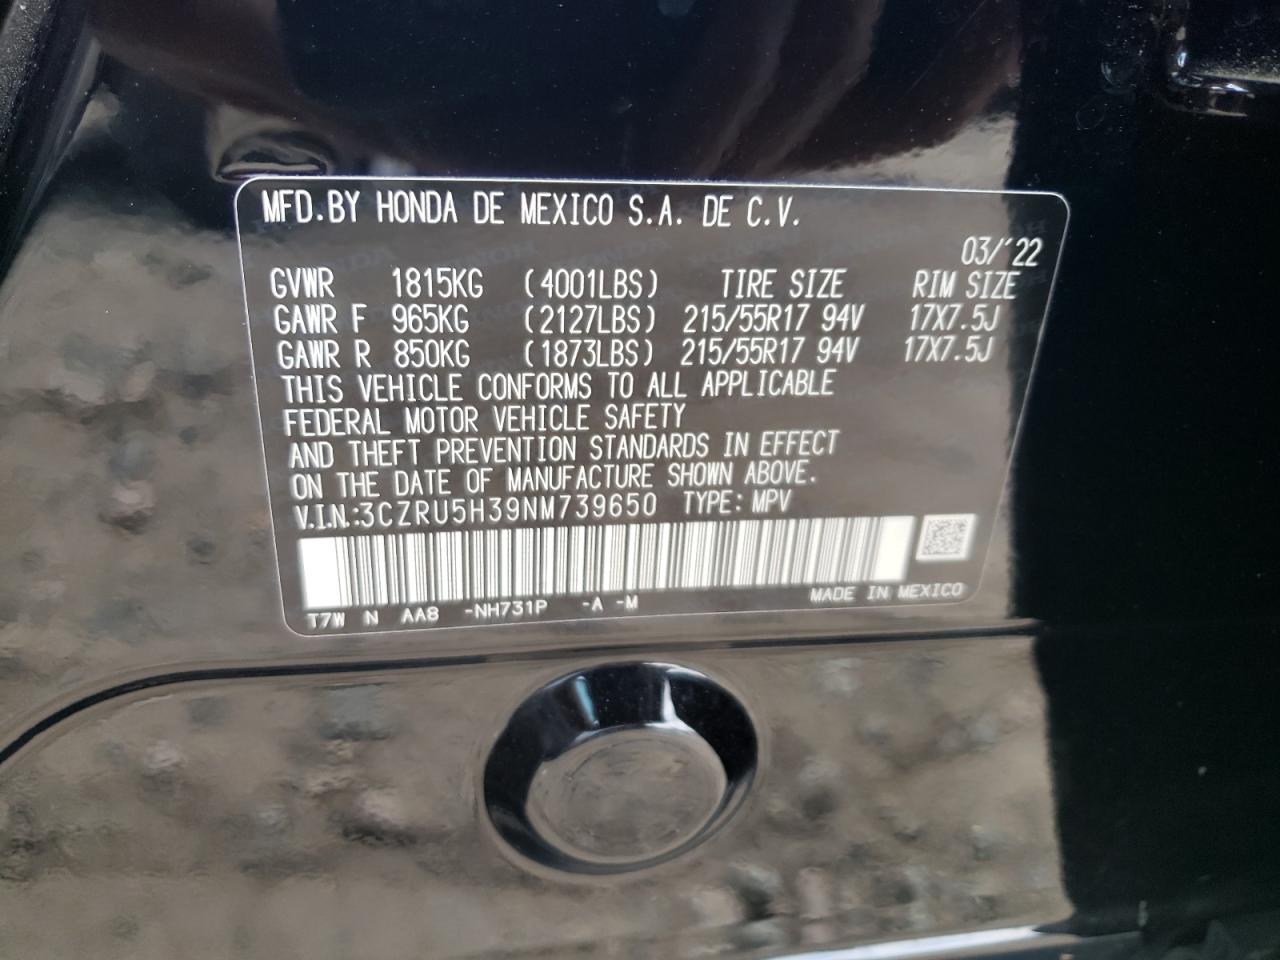 MFD.BY HONDA DE MEXICO S.A. DE C.V.
03/'22
GVWR 1815KG (4001LBS) TIRE SIZE RIM SIZE
GAWR F 965KG (2127LBS) 215/55R17 94V 17X7.5J
GAWR R 850KG (1873LBS) 215/55R17 94V 17X7.5J
THIS VEHICLE CONFORMS TO ALL APPLICABLE
FEDERAL MOTOR VEHICLE SAFETY
AND THEFT PREVENTION STANDARDS IN EFFECT
ON THE DATE OF MANUFACTURE SHOWN ABOVE.
V.I.N.:3CZRU5H39NM739650 TYPE: MPV
T7W N AA8 -NH731P -A -M MADE IN MEXICO